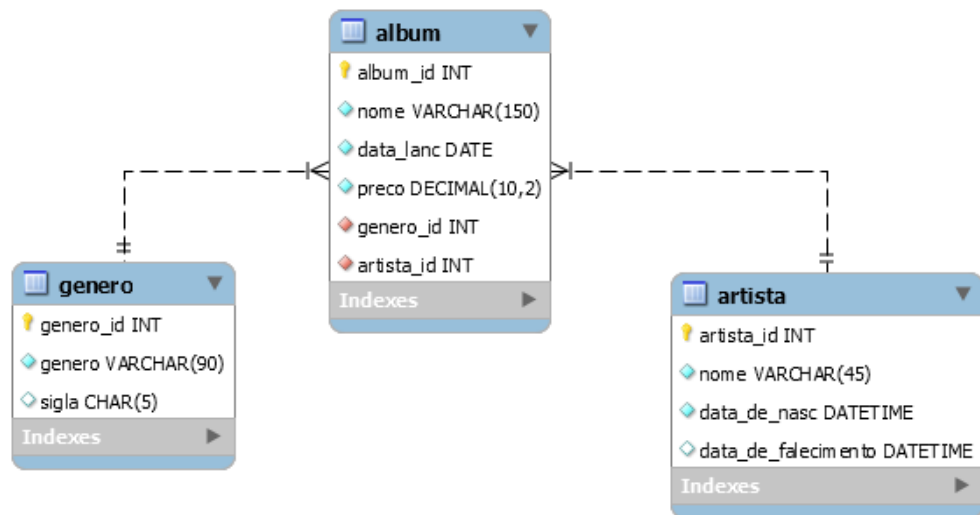 album
album_id INT
nome VARCHAR(150)
data_lanc DATE
preco DECIMAL(10,2)
genero_id INT
artista_id INT
Indexes
genero
genero_id INT
genero VARCHAR(90)
sigla CHAR(5)
Indexes
artista
artista_id INT
nome VARCHAR(45)
data_de_nasc DATETIME
data_de_falecimento DATETIME
Indexes